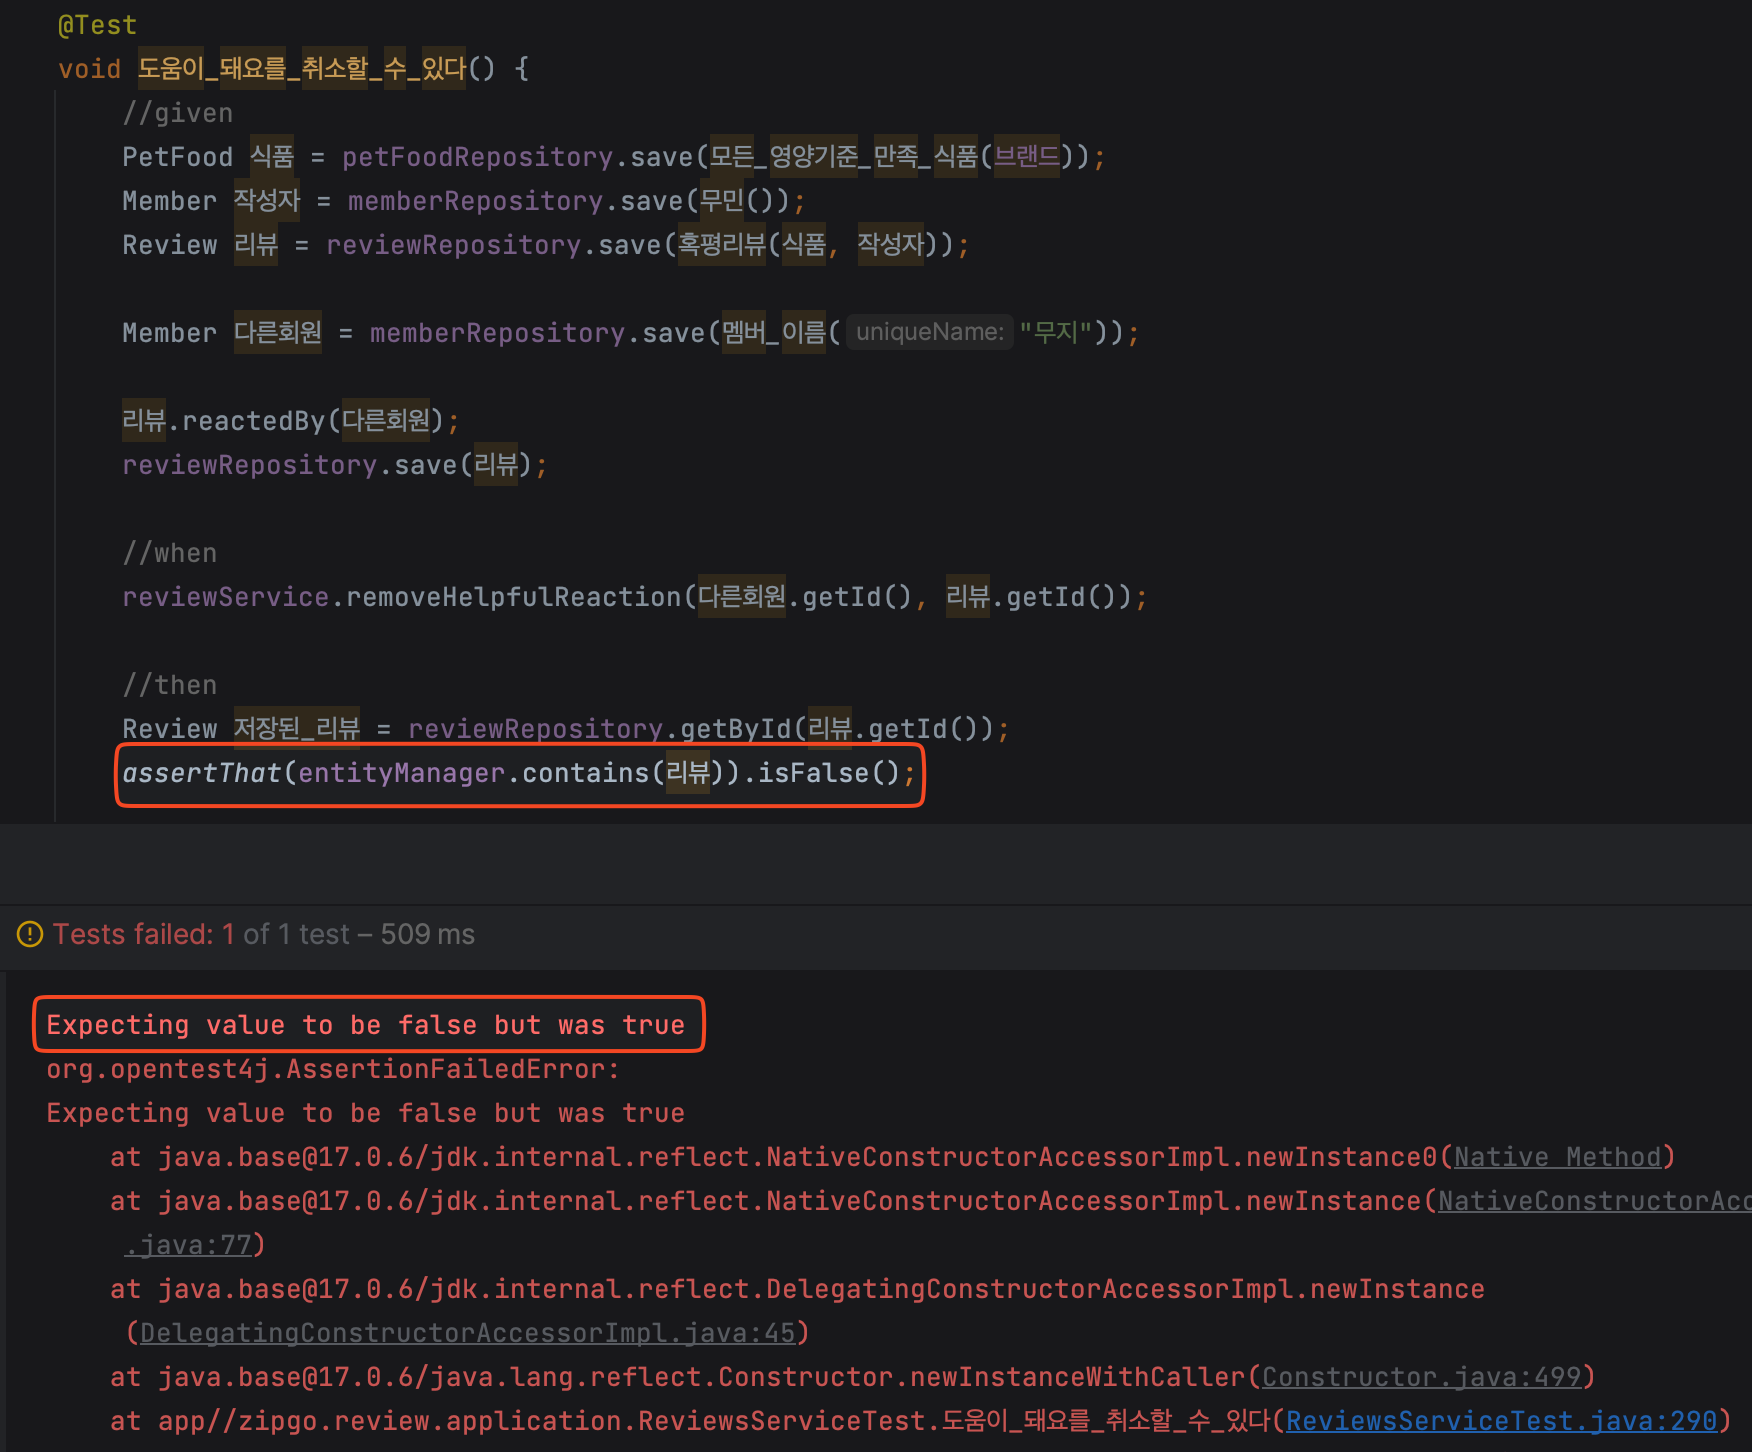 @Test
void 도움이_돼요를_취소할_수_있다() {
//given
PetFood 식품 = petFoodRepository.save(모든_영양기준_만족_식품(브랜드));
Member 작성자 = memberRepository.save(무민());
Review 리뷰 = reviewRepository.save(혹평리뷰(식품, 작성자));
Member 다른회원 = memberRepository.save(멤버_이름( uniqueName: "무지"));
리뷰.reactedBy(다른회원);
reviewRepository.save(리뷰);
//when
reviewService.removeHelpfulReaction(다른회원.getId(), 리뷰.getId());
//then
Review 저장된_리뷰 = reviewRepository.getById(리뷰.getId());
assertThat(entityManager.contains(리뷰)).isFalse();
Tests failed: 1 of 1 test – 509 ms
Expecting value to be false but was true
org.opentest4j.AssertionFailedError:
Expecting value to be false but was true
at java.base@17.0.6/jdk.internal.reflect.NativeConstructorAccessorImpl.newInstance0(Native Method)
at java.base@17.0.6/jdk.internal.reflect.NativeConstructorAccessorImpl.newInstance(NativeConstructorAcc
.java:77)
at java.base@17.0.6/jdk.internal.reflect.DelegatingConstructorAccessorImpl.newInstance
(DelegatingConstructorAccessorImpl.java:45)
at java.base@17.0.6/java.lang.reflect.Constructor.newInstanceWithCaller(Constructor.java:499)
at app//zipgo.review.application.ReviewsServiceTest.도움이_돼요를_취소할_수_있다(ReviewsServiceTest.java:290)